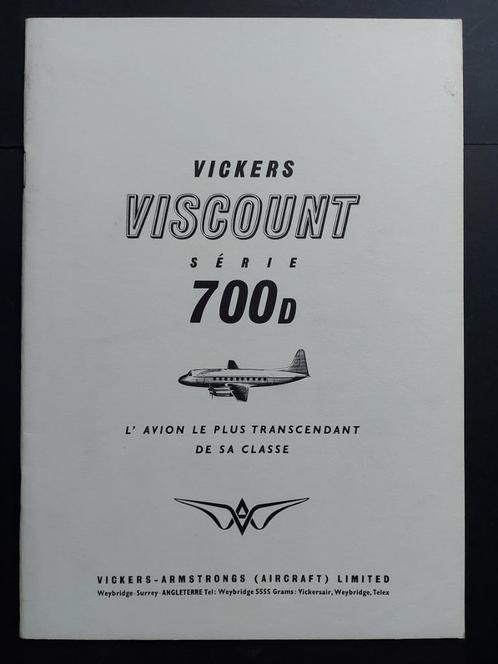 VICKERS
VISCOUNT
SÉRIE
700D
L' AVION LE PLUS TRANSCENDANT
DE SA CLASSE
VICKERS-ARMSTRONGS (AIRCRAFT) LIMITED
Weybridge · Surrey · ANGLETERRE Tel: Weybridge 5555 Grams: Vickersair, Weybridge, Telex